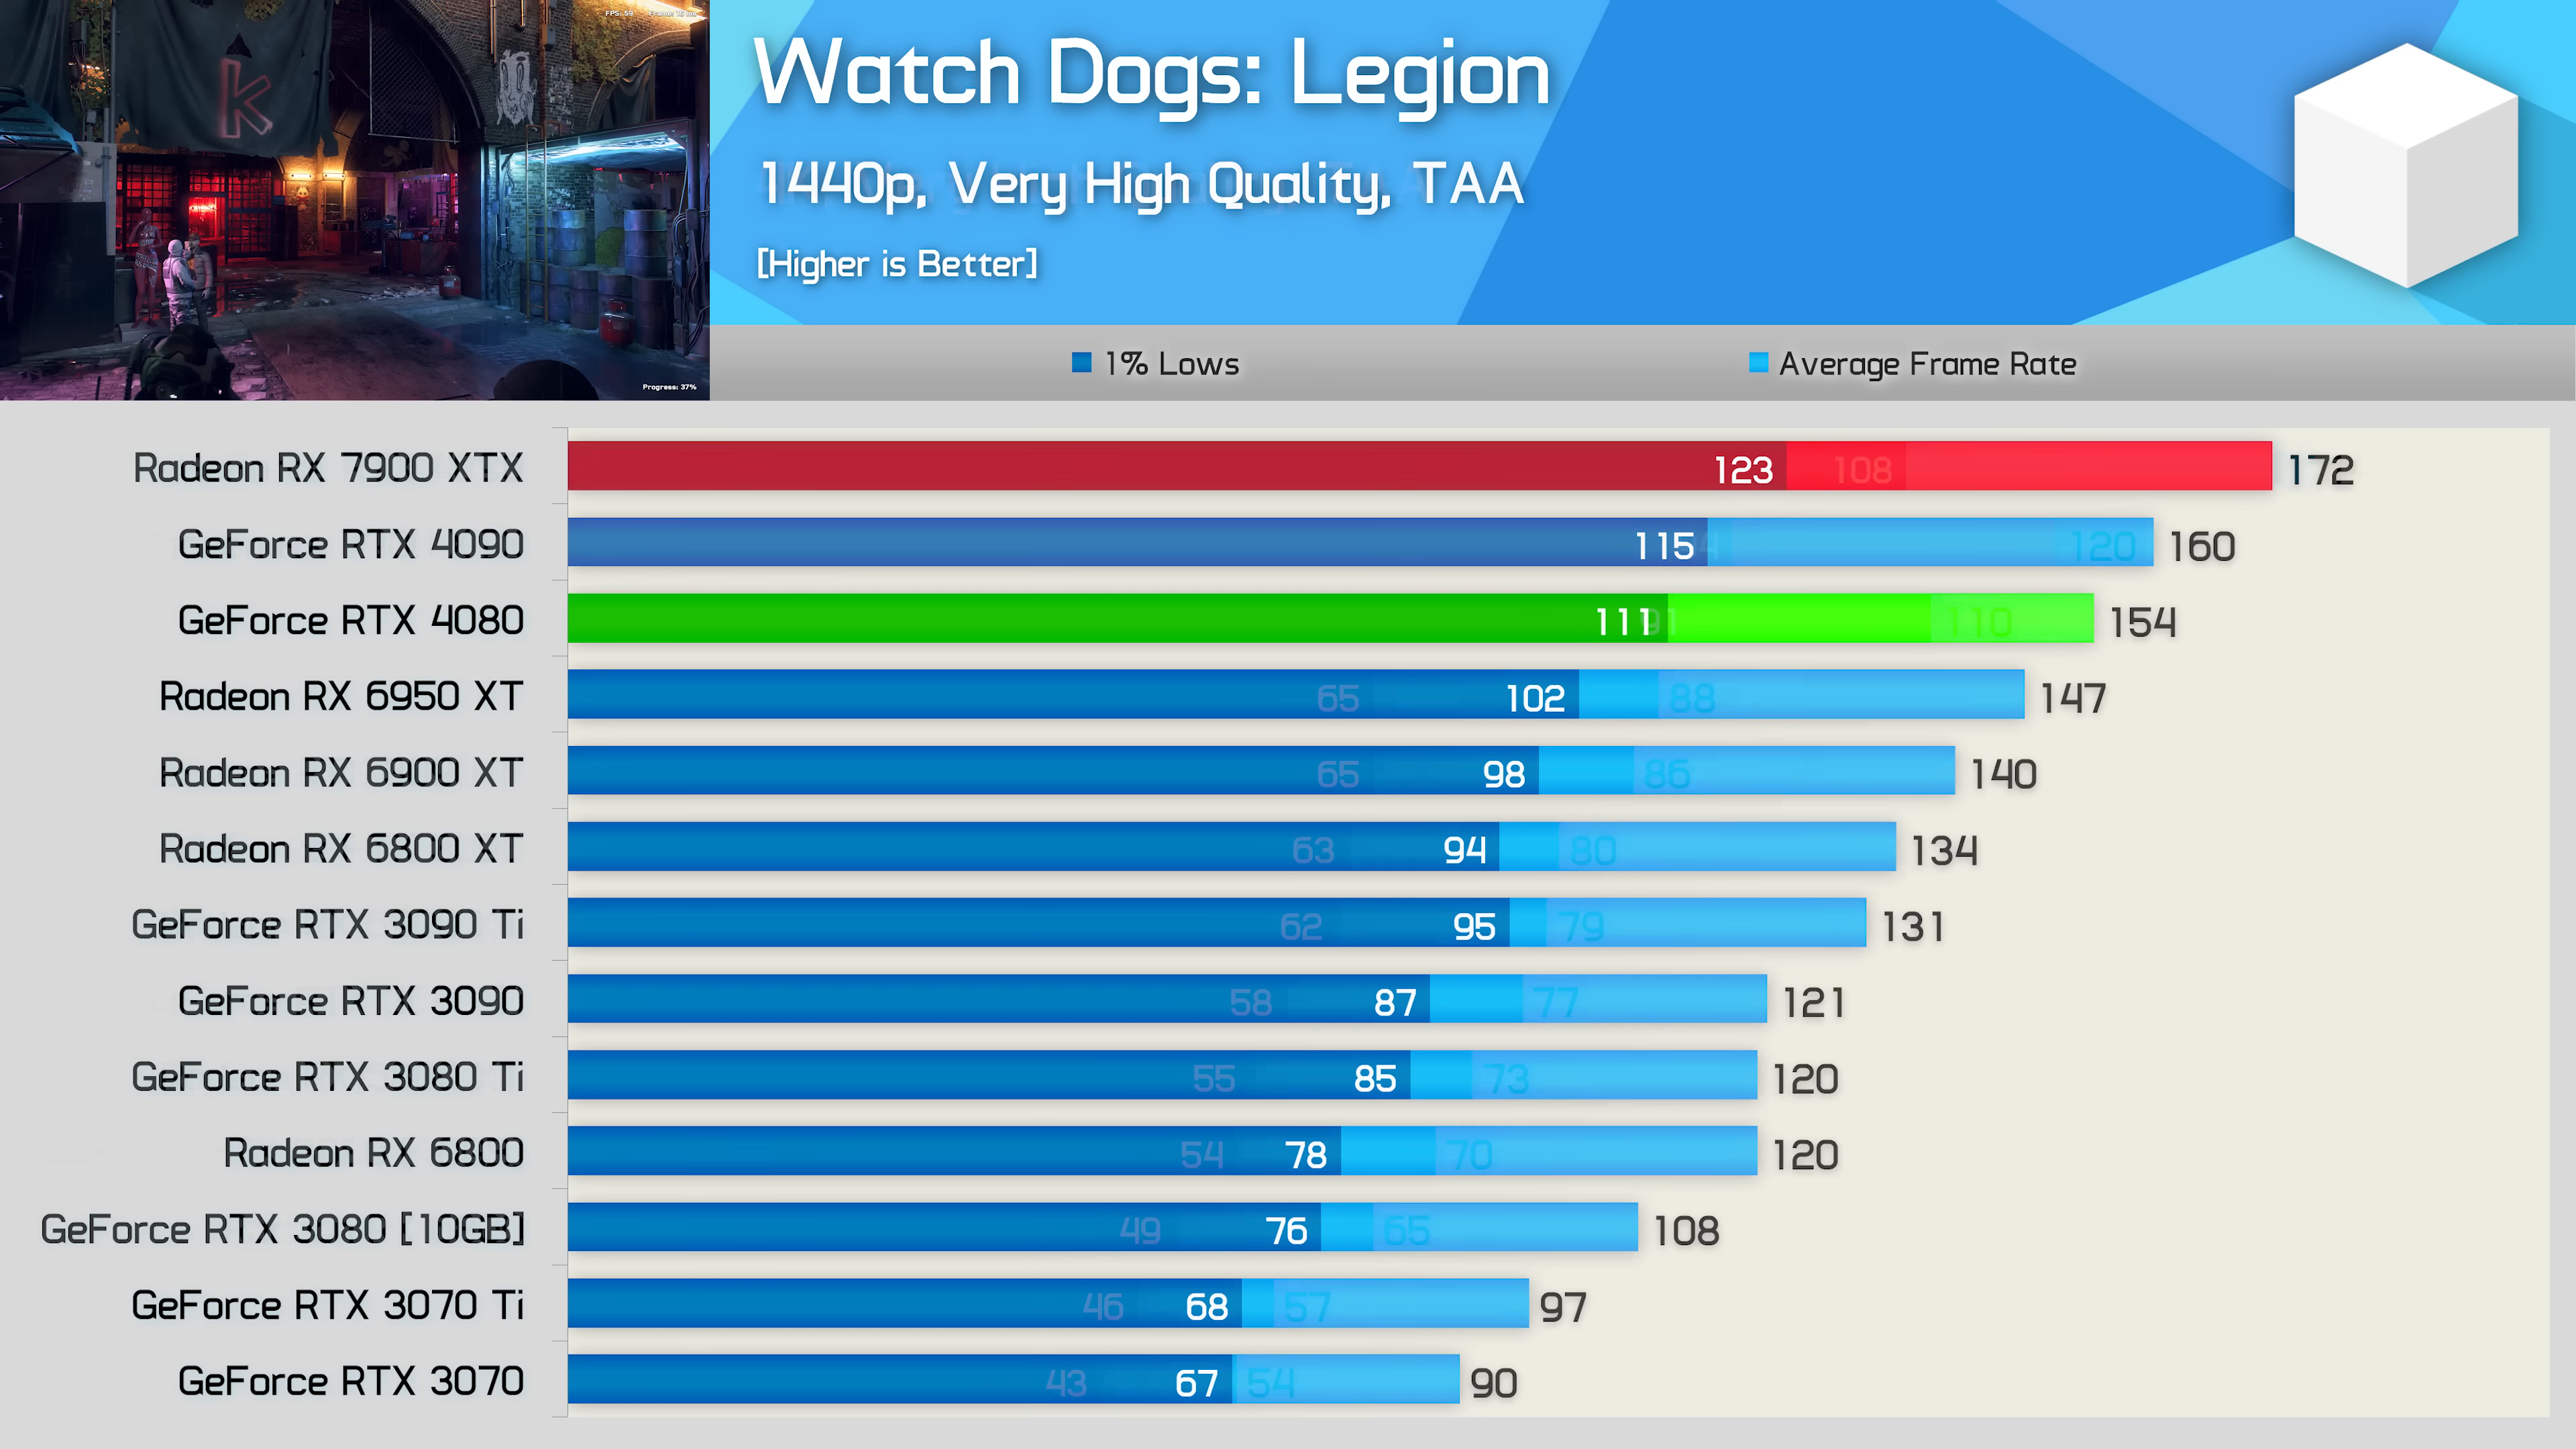 FPS: 59
Watch Dogs: Legion
1440p, Very High Quality, TAA
[Higher is Better]
Progress: 37%
1% Lows
Average Frame Rate
Radeon RX 7900 XTX 123 108 172
GeForce RTX 4090 115 120 160
GeForce RTX 4080 111 91 110 154
Radeon RX 6950 XT 65 102 88 147
Radeon RX 6900 XT 65 98 86 140
Radeon RX 6800 XT 63 94 80 134
GeForce RTX 3090 Ti 62 95 79 131
GeForce RTX 3090 58 87 77 121
GeForce RTX 3080 Ti 55 85 73 120
Radeon RX 6800 54 78 70 120
GeForce RTX 3080 [10GB] 49 76 65 108
GeForce RTX 3070 Ti 46 68 57 97
GeForce RTX 3070 43 67 54 90